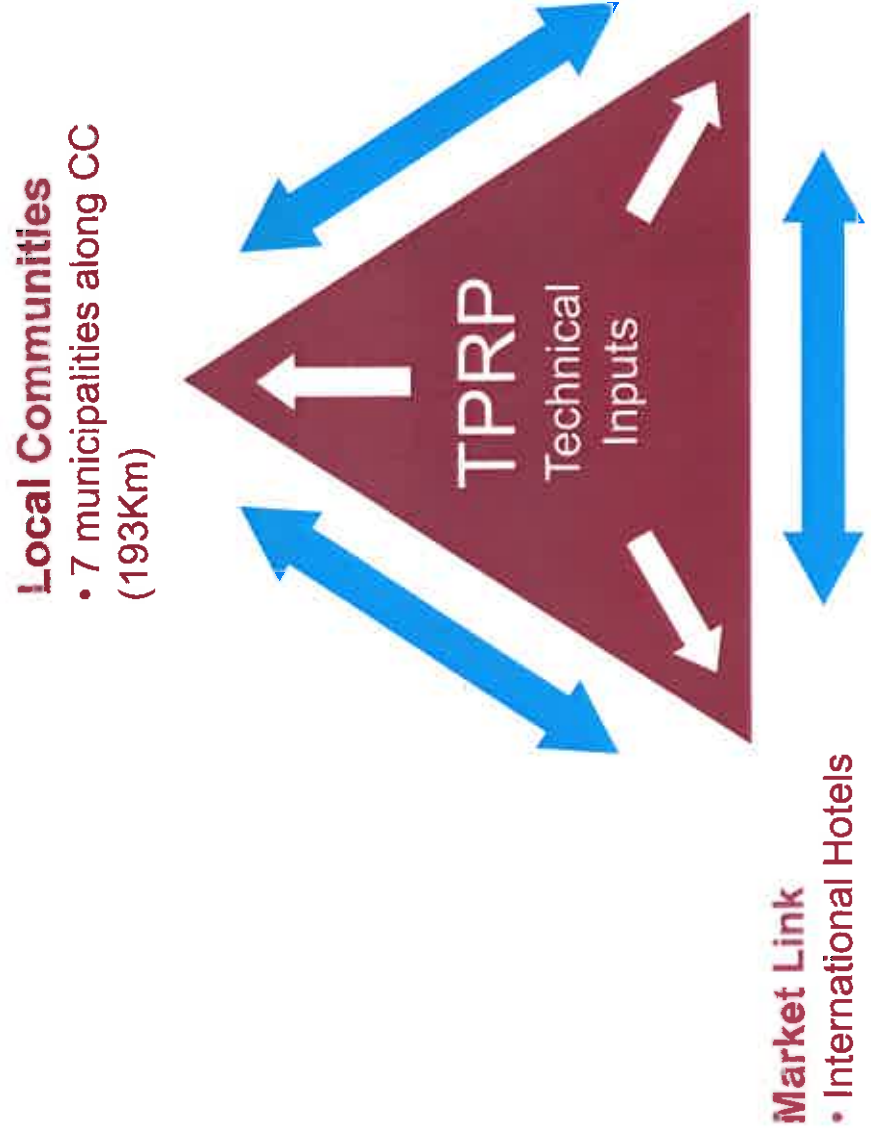 Local Communities
• 7 municipalities along CC
(193Km)
TPRP
Technical
Inputs
Market Link
• International Hotels